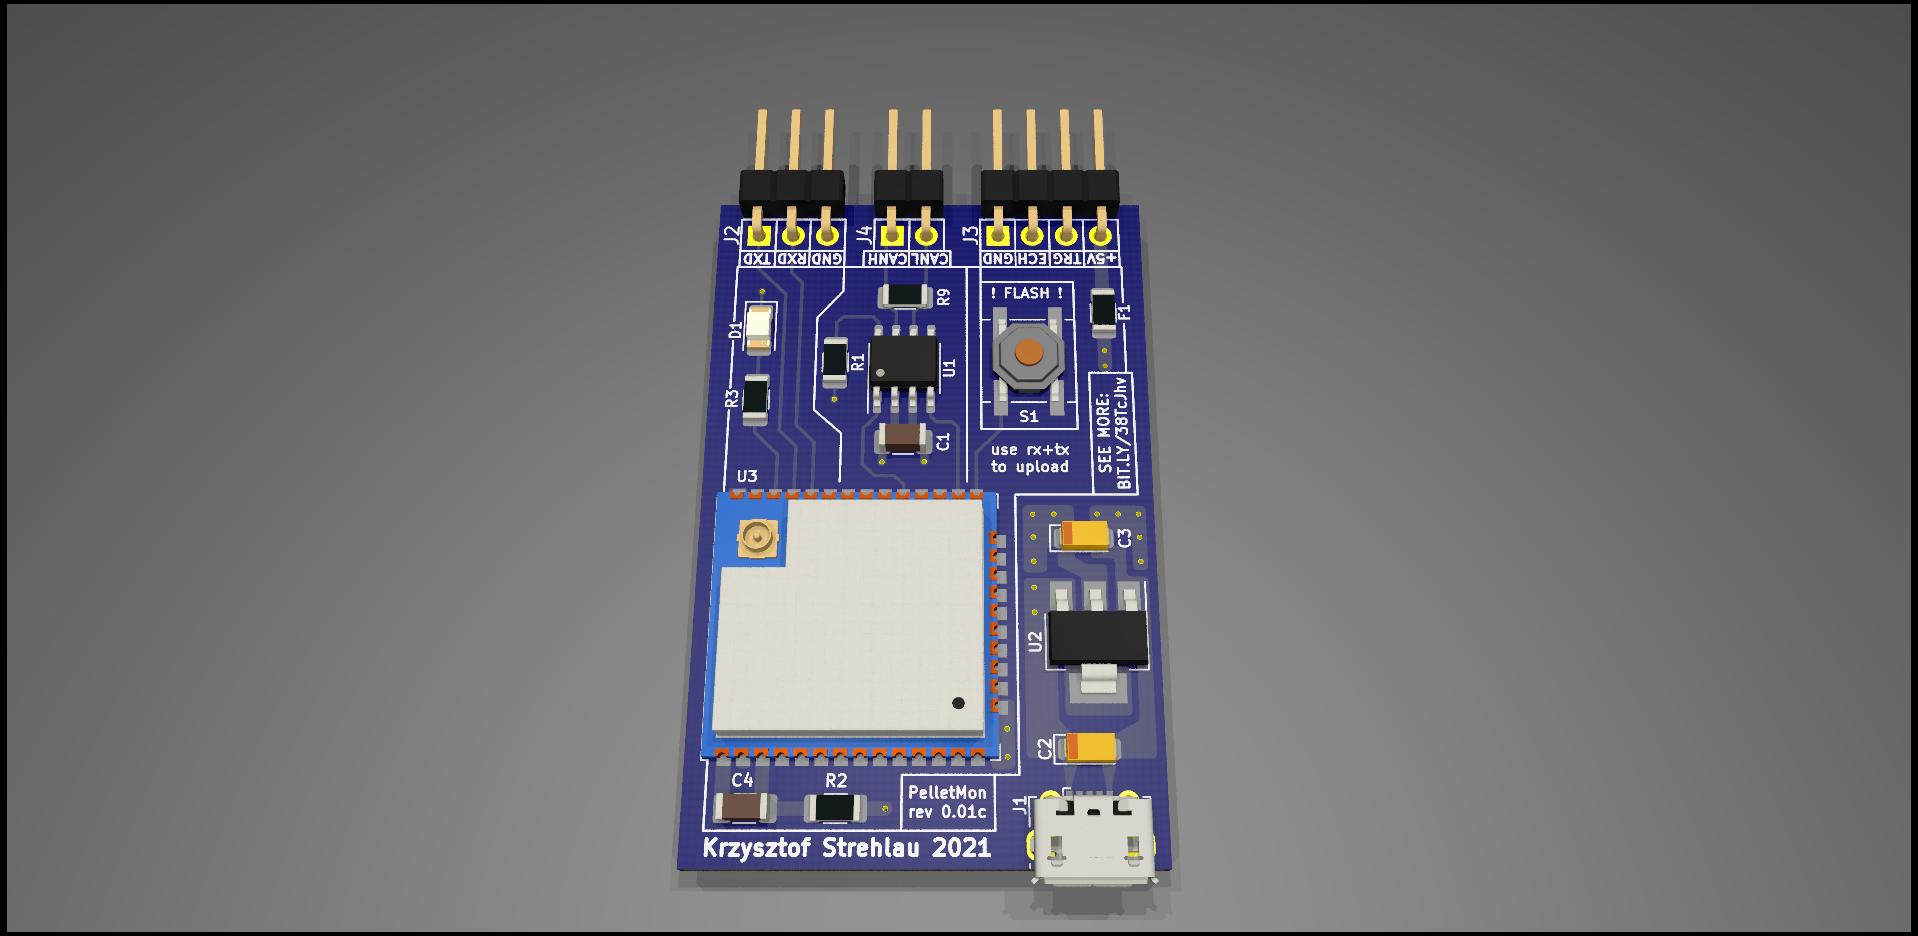 J2
J4
J3
TXD
RXD
GND
CANH
CANL
GND
ECH
TRG
+5V
R9
! FLASH !
F1
D1
R1
U1
R3
S1
C1
use rx+tx
to upload
SEE MORE:
BIT.LY/38TcJhv
U3
C3
U2
C2
C4
R2
PelletMon
rev 0.01c
J1
Krzysztof Strehlau 2021